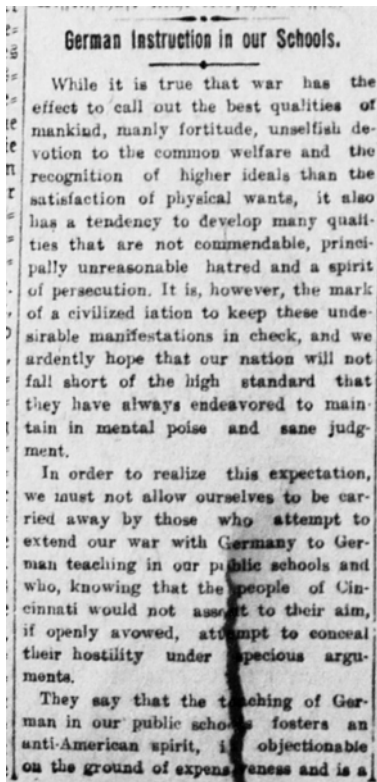 German Instruction in our Schools.
While it is true that war has the
effect to call out the best qualities of
mankind, manly fortitude, unselfish de-
votion to the common welfare and the
recognition of higher ideals than the
satisfaction of physical wants, it also
has a tendency to develop many quali-
ties that are not commendable, princi-
pally unreasonable hatred and a spirit
of persecution. It is, however, the mark
of a civilized iation to keep these unde-
sirable manifestations in check, and we
ardently hope that our nation will not
fall short of the high standard that
they have always endeavored to main-
tain in mental poise and sane judg-
ment.
In order to realize this expectation,
we must not allow ourselves to be car-
ried away by those who attempt to
extend our war with Germany to Ger-
man teaching in our public schools and
who, knowing that the people of Cin-
cinnati would not assent to their aim,
if openly avowed, attempt to conceal
their hostility under specious argu-
ments.
They say that the teaching of Ger-
man in our public schools fosters an
anti-American spirit, is objectionable
on the ground of expensiveness and is a